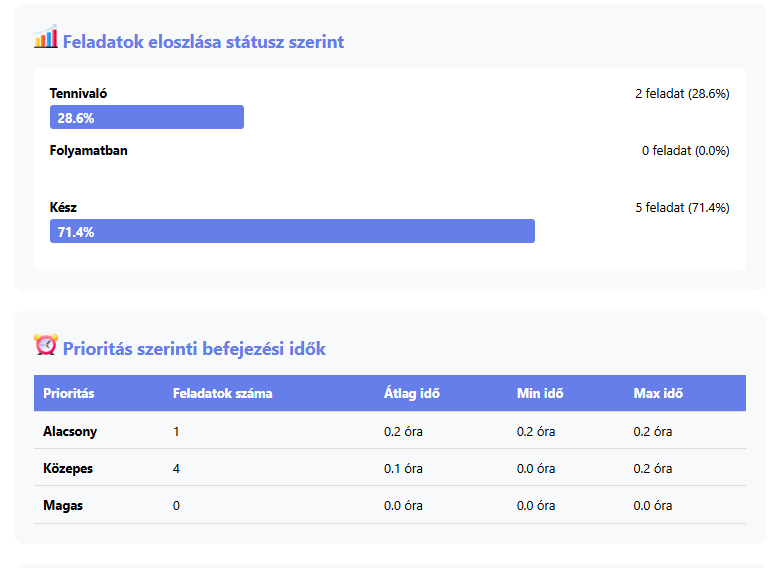 Feladatok eloszlása státusz szerint
Tennivaló 2 feladat (28.6%)
28.6%
Folyamatban 0 feladat (0.0%)
Kész 5 feladat (71.4%)
71.4%
Prioritás szerinti befejezési idők
Prioritás Feladatok száma Átlag idő Min idő Max idő
Alacsony 1 0.2 óra 0.2 óra 0.2 óra
Közepes 4 0.1 óra 0.0 óra 0.2 óra
Magas 0 0.0 óra 0.0 óra 0.0 óra